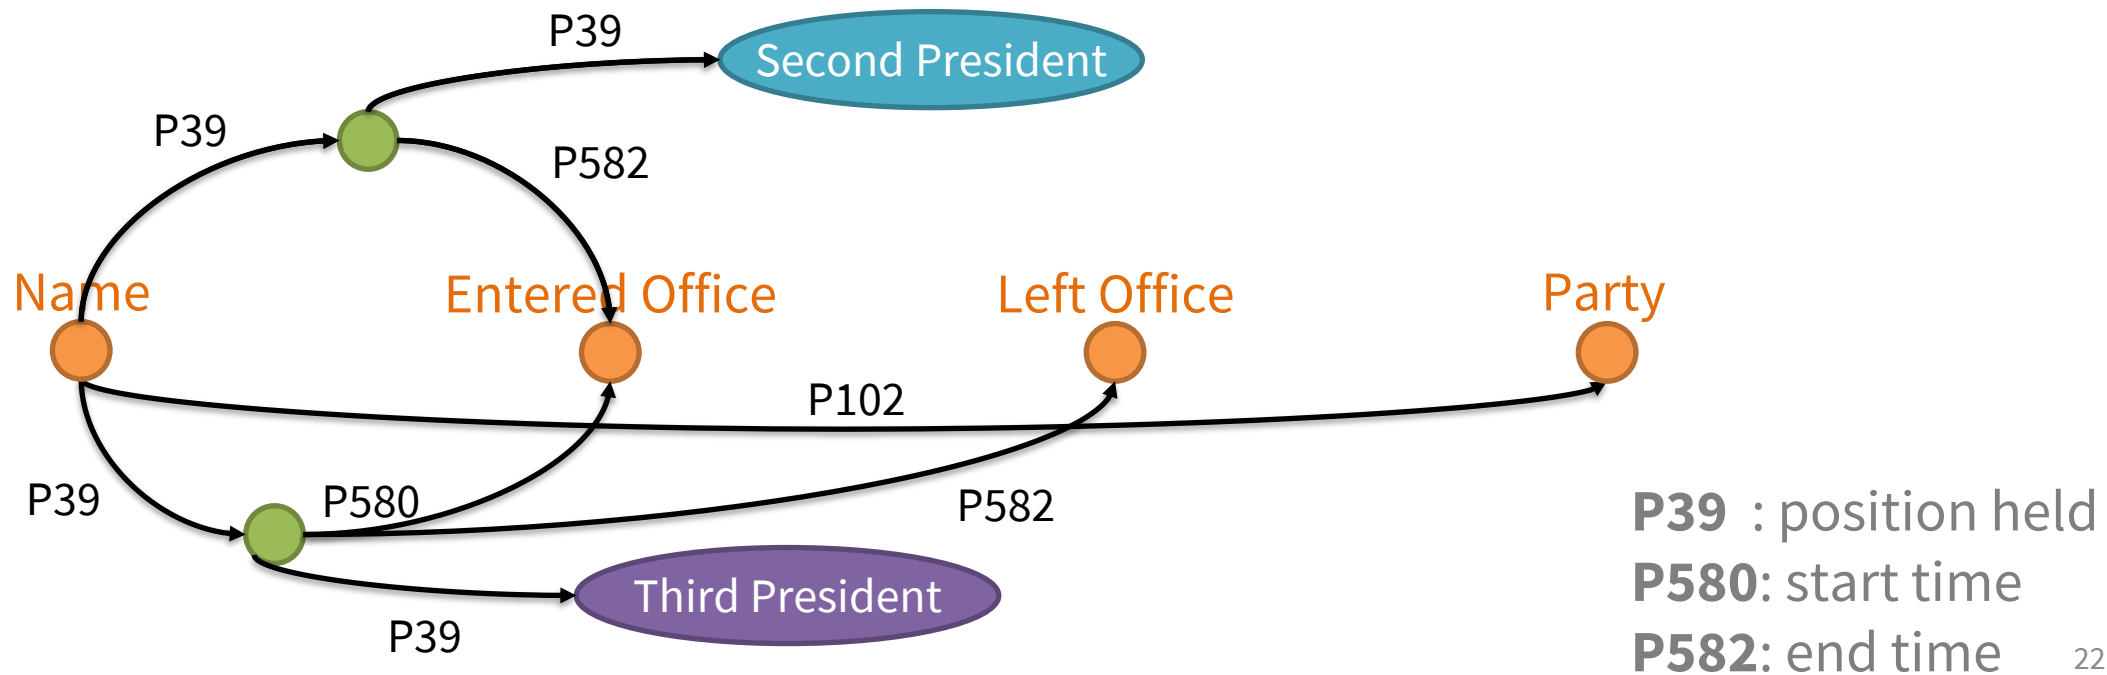 P39
Second President
P39
P582
Name
Entered Office
Left Office
Party
P102
P39
P580
P582
Third President
P39
P39 : position held
P580: start time
P582: end time
22